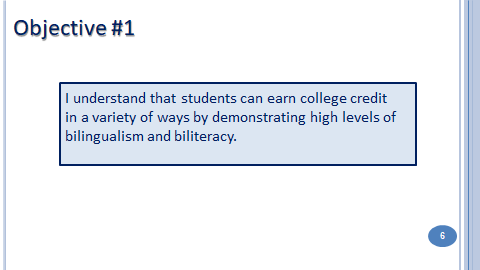 Objective #1
I understand that students can earn college credit
in a variety of ways by demonstrating high levels of
bilingualism and biliteracy.
6